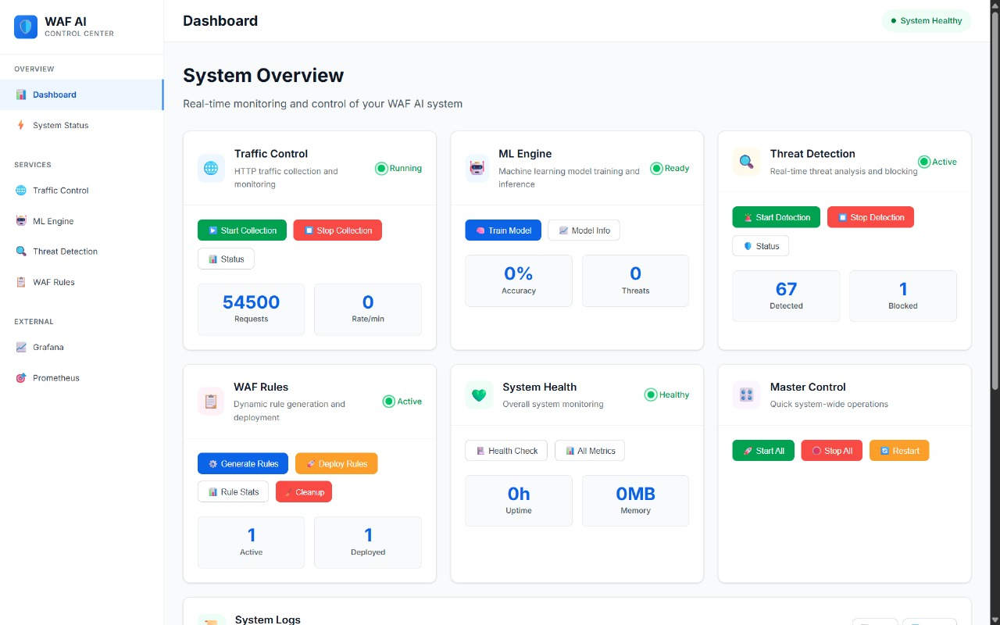 WAF AI
CONTROL CENTER
OVERVIEW
Dashboard
System Status
SERVICES
Traffic Control
ML Engine
Threat Detection
WAF Rules
EXTERNAL
Grafana
Prometheus
Dashboard
System Healthy
System Overview
Real-time monitoring and control of your WAF AI system
Traffic Control
HTTP traffic collection and
monitoring
Running
Start Collection
Stop Collection
Status
54500
Requests
0
Rate/min
ML Engine
Machine learning model training and
inference
Ready
Train Model
Model Info
0%
Accuracy
0
Threats
Threat Detection
Real-time threat analysis and blocking
Active
Start Detection
Stop Detection
Status
67
Detected
1
Blocked
WAF Rules
Dynamic rule generation and
deployment
Active
Generate Rules
Deploy Rules
Rule Stats
Cleanup
1
Active
1
Deployed
System Health
Overall system monitoring
Healthy
Health Check
All Metrics
0h
Uptime
0MB
Memory
Master Control
Quick system-wide operations
Start All
Stop All
Restart
System Logs